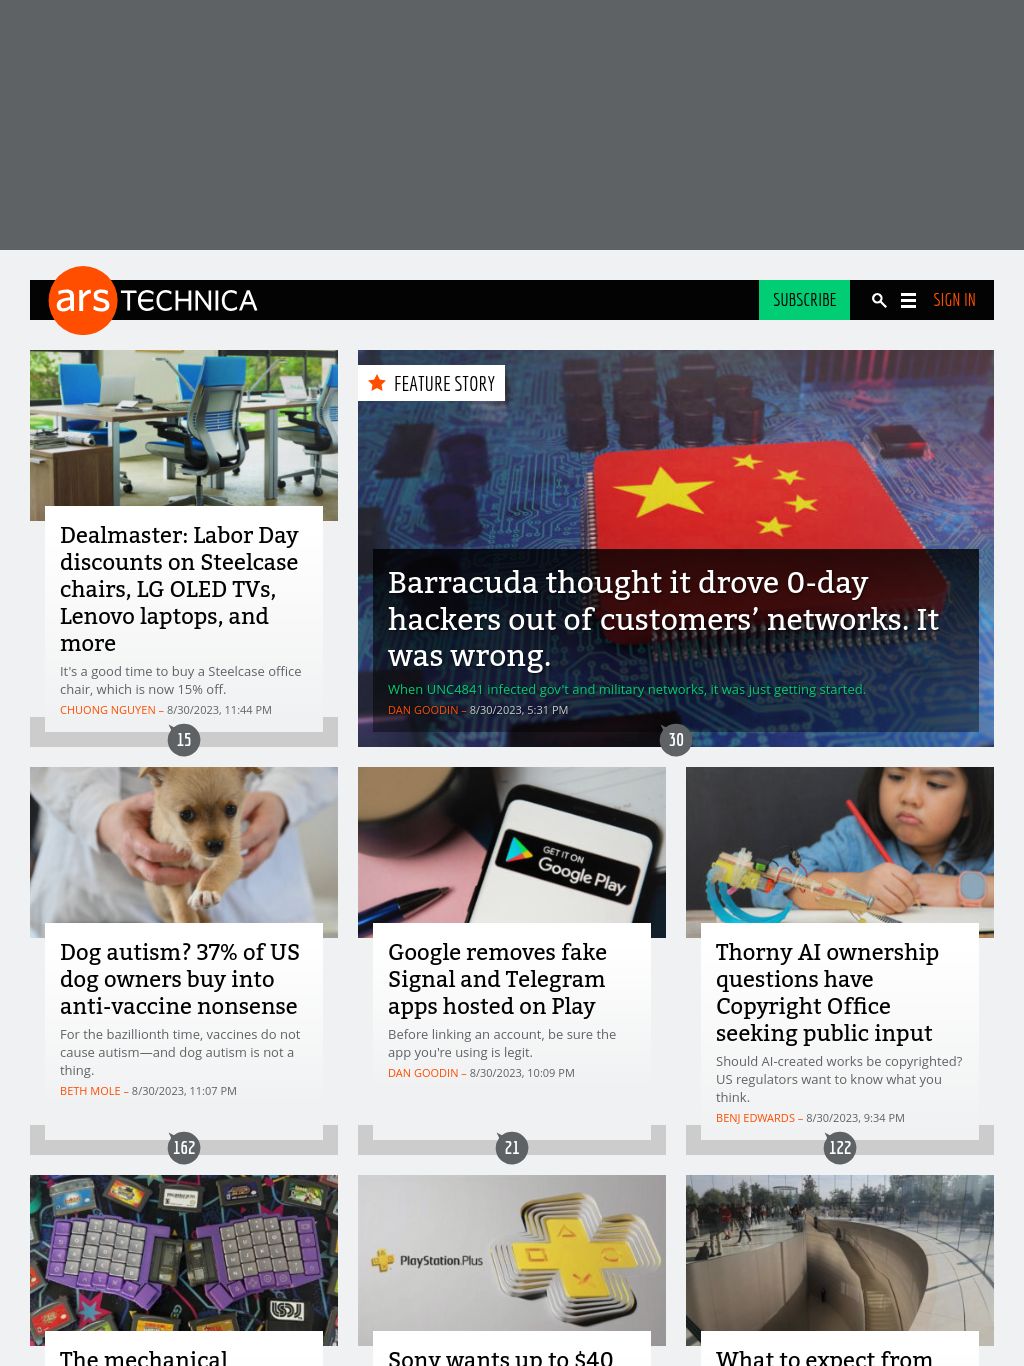 ars TECHNICA
SUBSCRIBE
SIGN IN
Dealmaster: Labor Day
discounts on Steelcase
chairs, LG OLED TVs,
Lenovo laptops, and
more
It's a good time to buy a Steelcase office
chair, which is now 15% off.
CHUONG NGUYEN – 8/30/2023, 11:44 PM
15
FEATURE STORY
Barracuda thought it drove 0-day
hackers out of customers’ networks. It
was wrong.
When UNC4841 infected gov't and military networks, it was just getting started.
DAN GOODIN – 8/30/2023, 5:31 PM
30
Dog autism? 37% of US
dog owners buy into
anti-vaccine nonsense
For the bazillionth time, vaccines do not
cause autism—and dog autism is not a
thing.
BETH MOLE – 8/30/2023, 11:07 PM
162
GET IT ON
Google Play
Google removes fake
Signal and Telegram
apps hosted on Play
Before linking an account, be sure the
app you're using is legit.
DAN GOODIN – 8/30/2023, 10:09 PM
21
Thorny AI ownership
questions have
Copyright Office
seeking public input
Should AI-created works be copyrighted?
US regulators want to know what you
think.
BENJ EDWARDS – 8/30/2023, 9:34 PM
122
LSDJ
The mechanical
PlayStation Plus
Sony wants up to $40
What to expect from